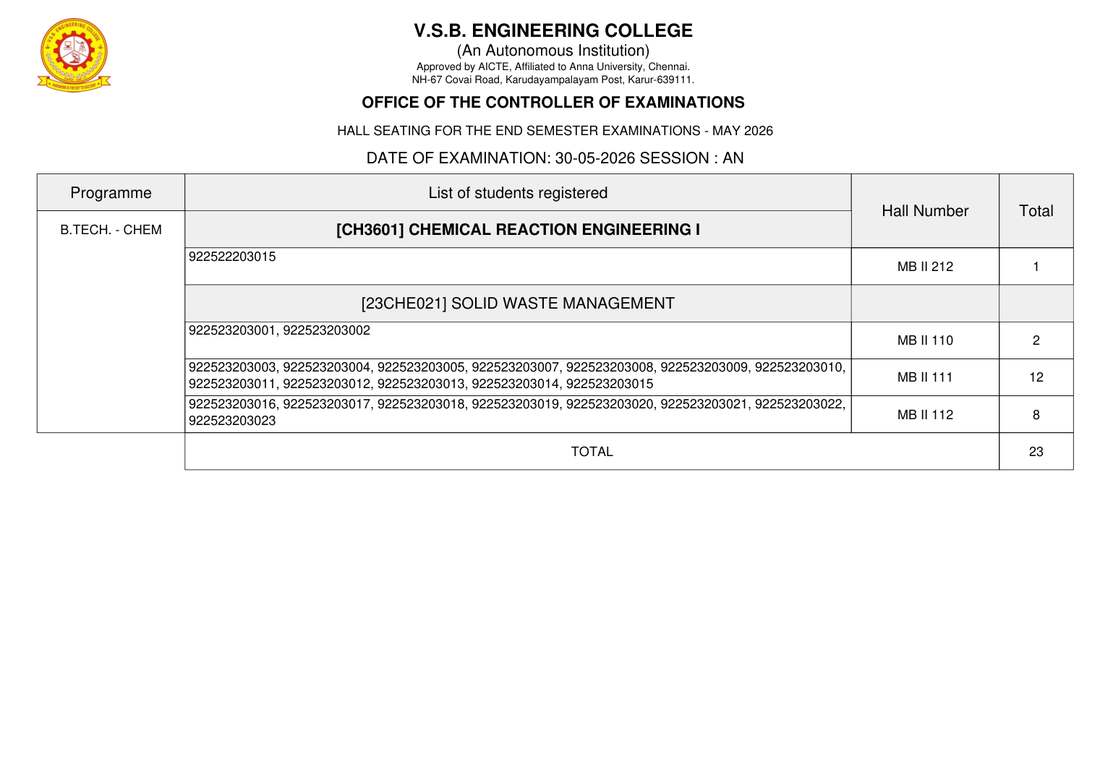 V.S.B. ENGINEERING COLLEGE
(An Autonomous Institution)
Approved by AICTE, Affiliated to Anna University, Chennai.
NH-67 Covai Road, Karudayampalayam Post, Karur-639111.
OFFICE OF THE CONTROLLER OF EXAMINATIONS
HALL SEATING FOR THE END SEMESTER EXAMINATIONS - MAY 2026
DATE OF EXAMINATION: 30-05-2026 SESSION : AN
Programme List of students registered Hall Number Total
B.TECH. - CHEM [CH3601] CHEMICAL REACTION ENGINEERING I
922522203015 MB II 212 1
[23CHE021] SOLID WASTE MANAGEMENT
922523203001, 922523203002 MB II 110 2
922523203003, 922523203004, 922523203005, 922523203007, 922523203008, 922523203009, 922523203010,
922523203011, 922523203012, 922523203013, 922523203014, 922523203015 MB II 111 12
922523203016, 922523203017, 922523203018, 922523203019, 922523203020, 922523203021, 922523203022,
922523203023 MB II 112 8
TOTAL 23